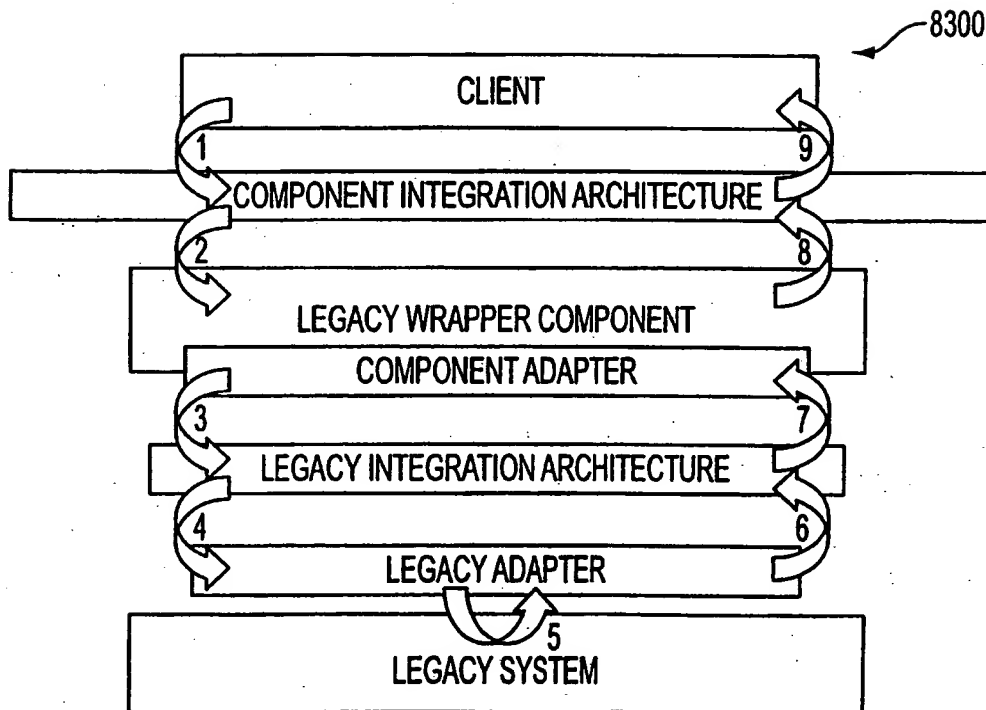 8300
CLIENT
1
9
COMPONENT INTEGRATION ARCHITECTURE
2
8
LEGACY WRAPPER COMPONENT
COMPONENT ADAPTER
3
7
LEGACY INTEGRATION ARCHITECTURE
4
6
LEGACY ADAPTER
5
LEGACY SYSTEM